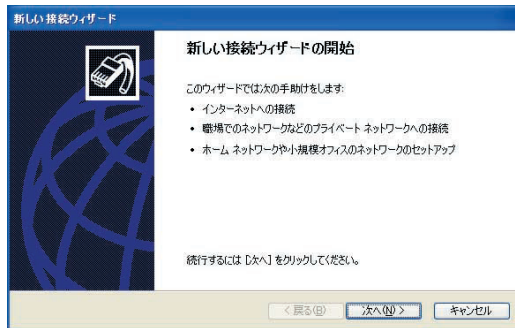 新しい接続ウィザード
新しい接続ウィザードの開始
このウィザードでは次の手助けをします:
• インターネットへの接続
• 職場でのネットワークなどのプライベート ネットワークへの接続
• ホーム ネットワークや小規模オフィスのネットワークのセットアップ
続行するには [次へ] をクリックしてください。
< 戻る(B) 次へ(N) > キャンセル